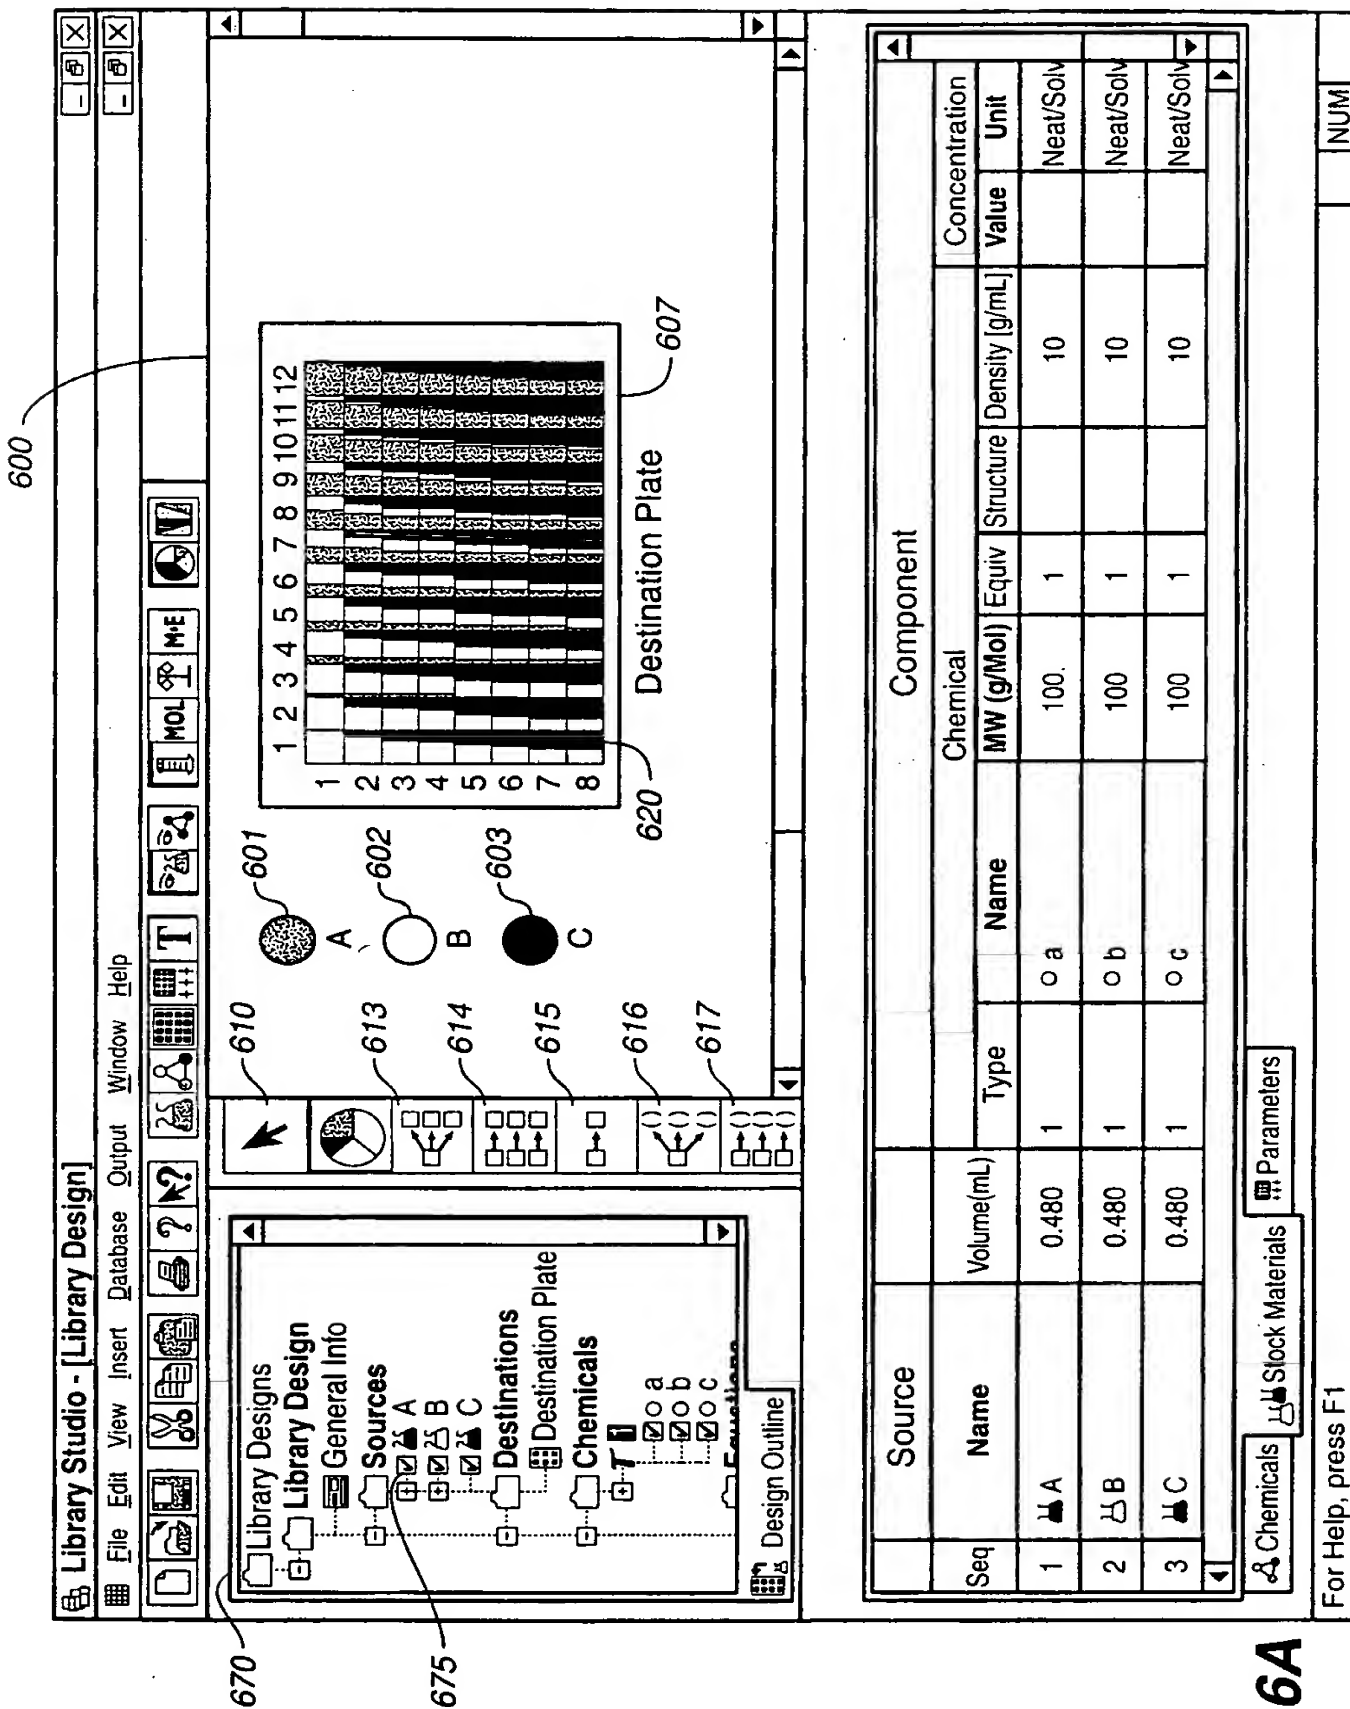 600
Library Studio - [Library Design]
File Edit View Insert Database Output Window Help
T MOL M·E
670
Library Designs
Library Design
General Info
Sources
A
B
C
Destinations
Destination Plate
Chemicals
T
a
b
c
Equations
Design Outline
675
610
613
614
615
616
617
601
A
602
B
603
C
1 2 3 4 5 6 7 8 9 10 11 12
1
2
3
4
5
6
7
8
607
620
Destination Plate
Source Component
Chemical Concentration
Seq Name Volume(mL) Type Name MW (g/Mol) Equiv Structure Density [g/mL] Value Unit
1 A 0.480 1 a 100. 1 10 Neat/Solv
2 B 0.480 1 b 100 1 10 Neat/Solv
3 C 0.480 1 c 100 1 10 Neat/Solv
Chemicals Stock Materials Parameters
For Help, press F1 NUM
6A